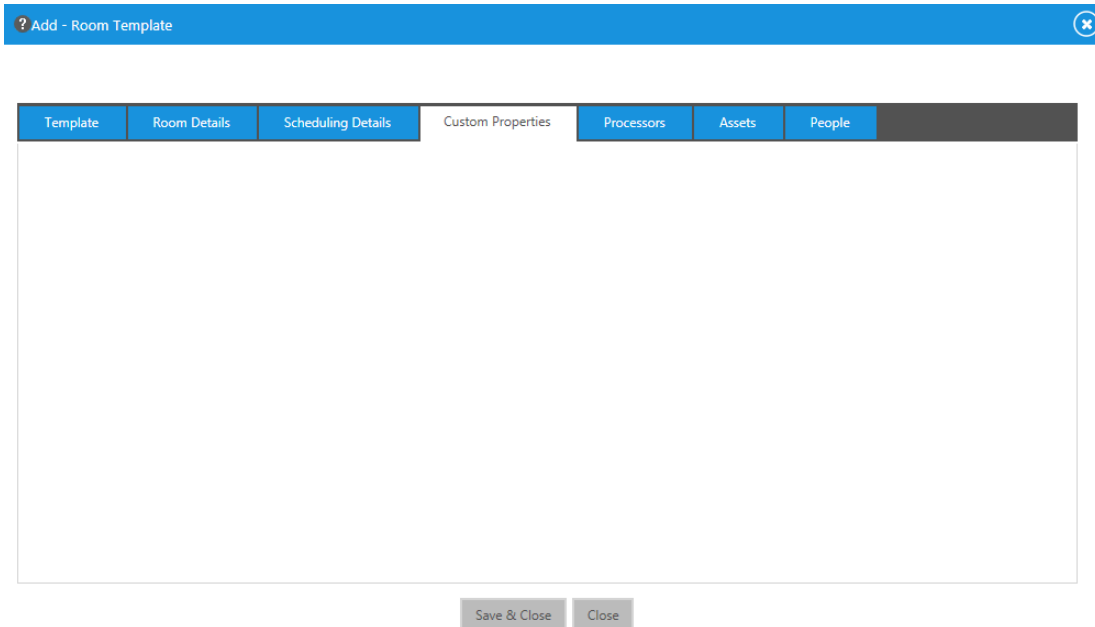 ?Add - Room Template
Template Room Details Scheduling Details Custom Properties Processors Assets People
Save & Close Close